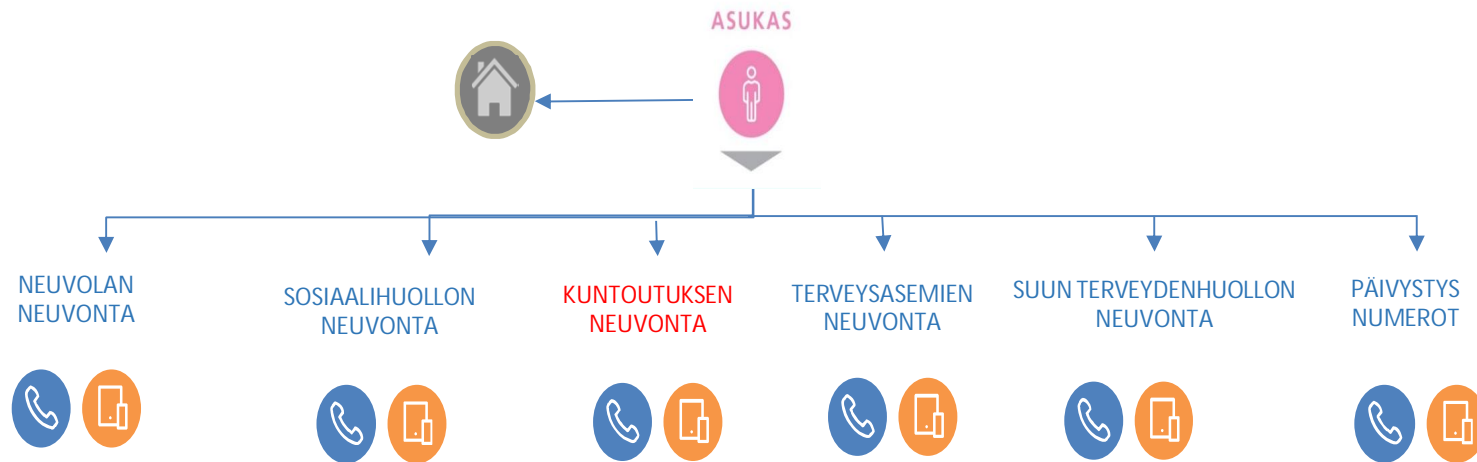 ASUKAS
NEUVOLAN
NEUVONTA
SOSIAALIHUOLLON
NEUVONTA
KUNTOUTUKSEN
NEUVONTA
TERVEYSASEMIEN
NEUVONTA
SUUN TERVEYDENHUOLLON
NEUVONTA
PÄIVYSTYS
NUMEROT